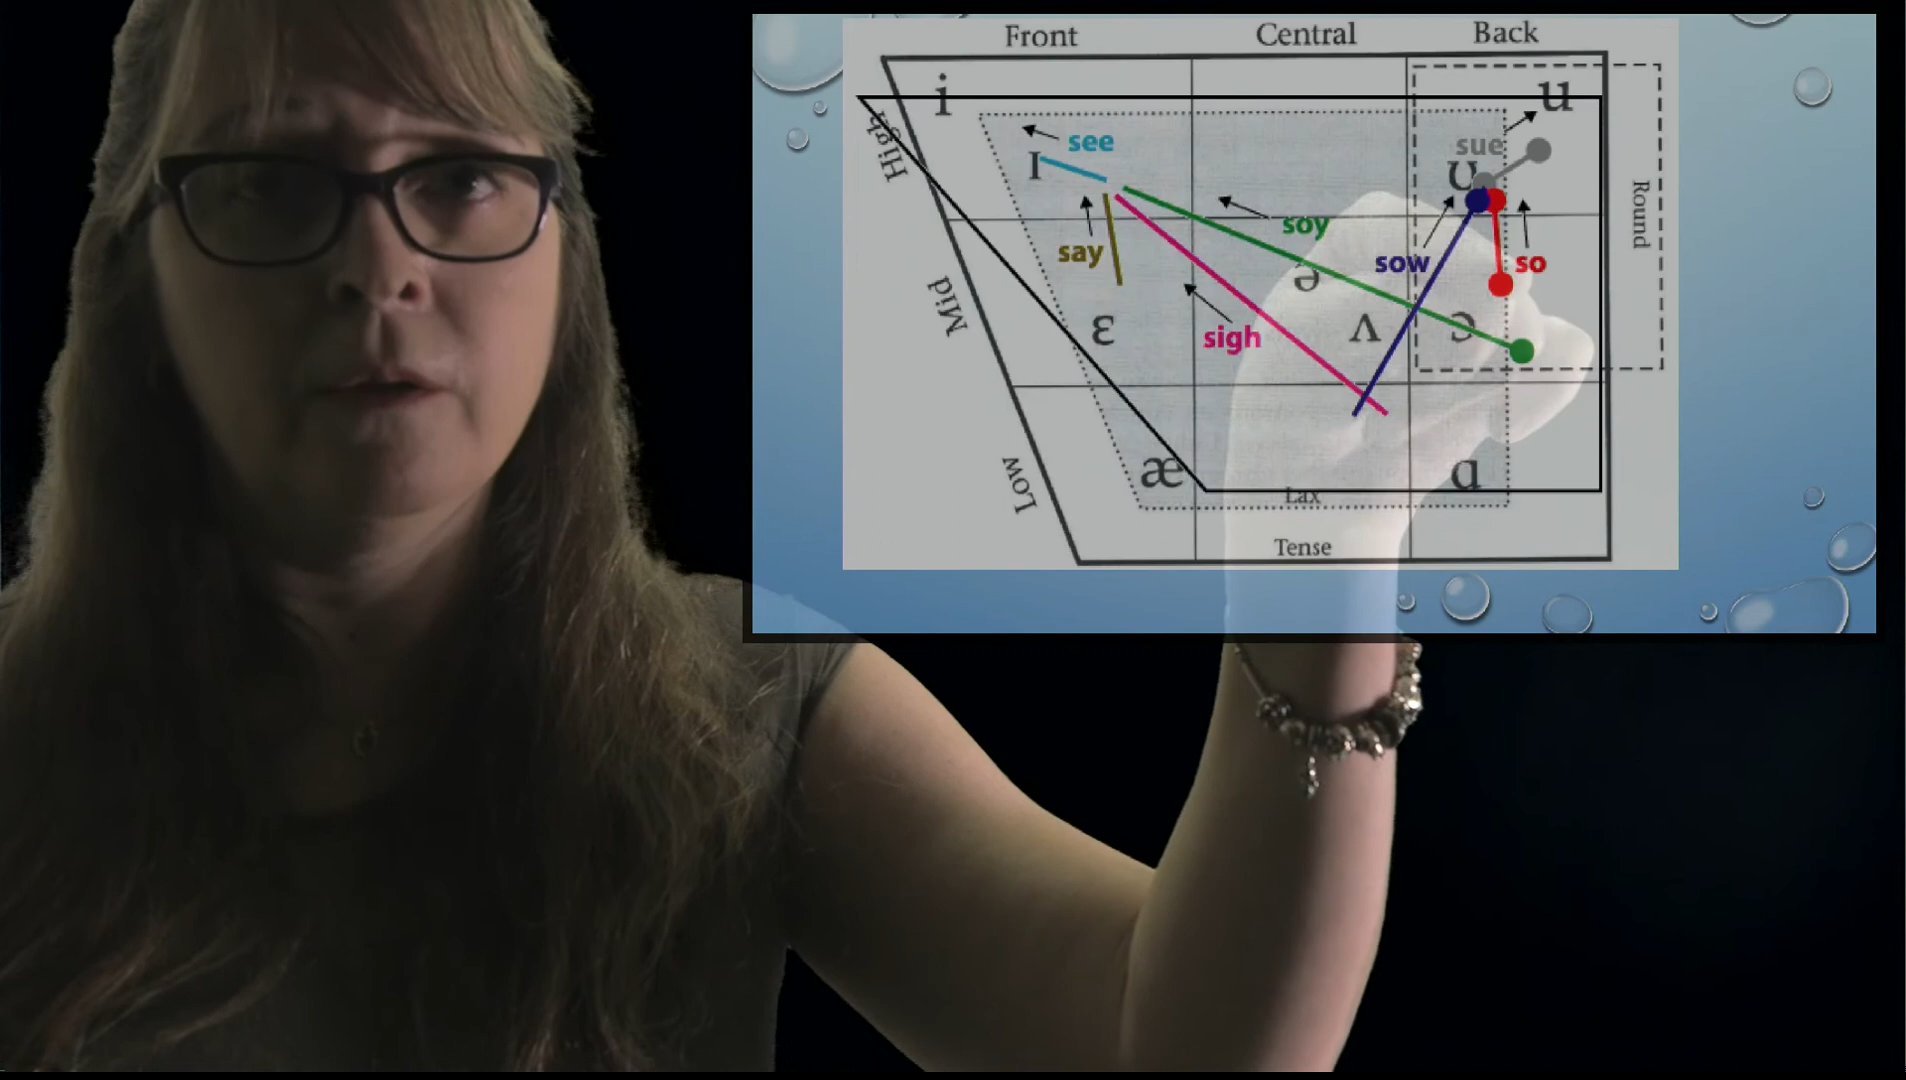 Front Central Back
i u
High
see
sue
I ʊ
Round
soy
say sow so
ə
Mid
ɛ sigh ʌ ɔ
æ ɑ
Low
Lax
Tense